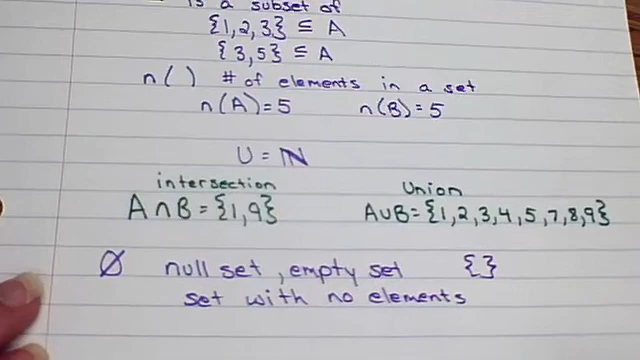 is a subset of
{1,2,3} ⊆ A
{3,5} ⊆ A
n( ) # of elements in a set
n(A)=5 n(B)=5
U = ℕ
intersection Union
A∩B={1,9} A∪B={1,2,3,4,5,7,8,9}
∅ null set, empty set { }
set with no elements